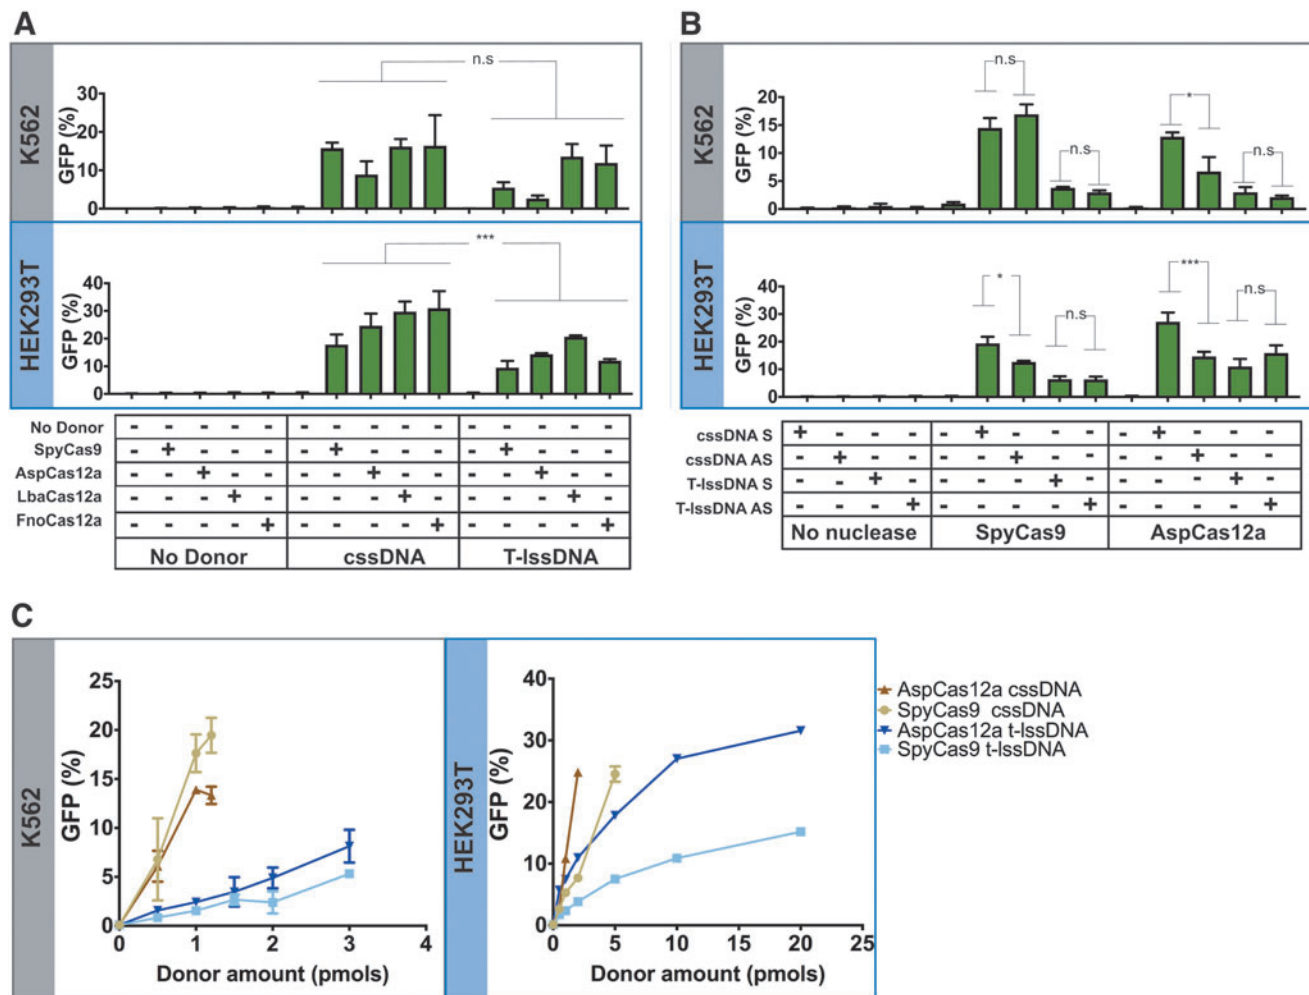 A
K562
GFP (%)
30
20
10
0
n.s
HEK293T
GFP (%)
40
30
20
10
0
***
No Donor - - - - - - - - - - - - - - -
SpyCas9 - + - - - - + - - - - + - - -
AspCas12a - - + - - - - + - - - - + - -
LbaCas12a - - - + - - - - + - - - - + -
FnoCas12a - - - - + - - - - + - - - - +
No Donor cssDNA T-lssDNA
B
K562
GFP (%)
20
15
10
5
0
n.s
n.s
*
n.s
HEK293T
GFP (%)
40
30
20
10
0
*
n.s
***
n.s
cssDNA S + - - - - + - - - - + - - -
cssDNA AS - + - - - - + - - - - + - -
T-lssDNA S - - + - - - - + - - - - + -
T-lssDNA AS - - - + - - - - + - - - - +
No nuclease SpyCas9 AspCas12a
C
K562
GFP (%)
25
20
15
10
5
0
0 1 2 3 4
Donor amount (pmols)
HEK293T
GFP (%)
40
30
20
10
0
0 5 10 15 20 25
Donor amount (pmols)
AspCas12a cssDNA
SpyCas9 cssDNA
AspCas12a t-lssDNA
SpyCas9 t-lssDNA